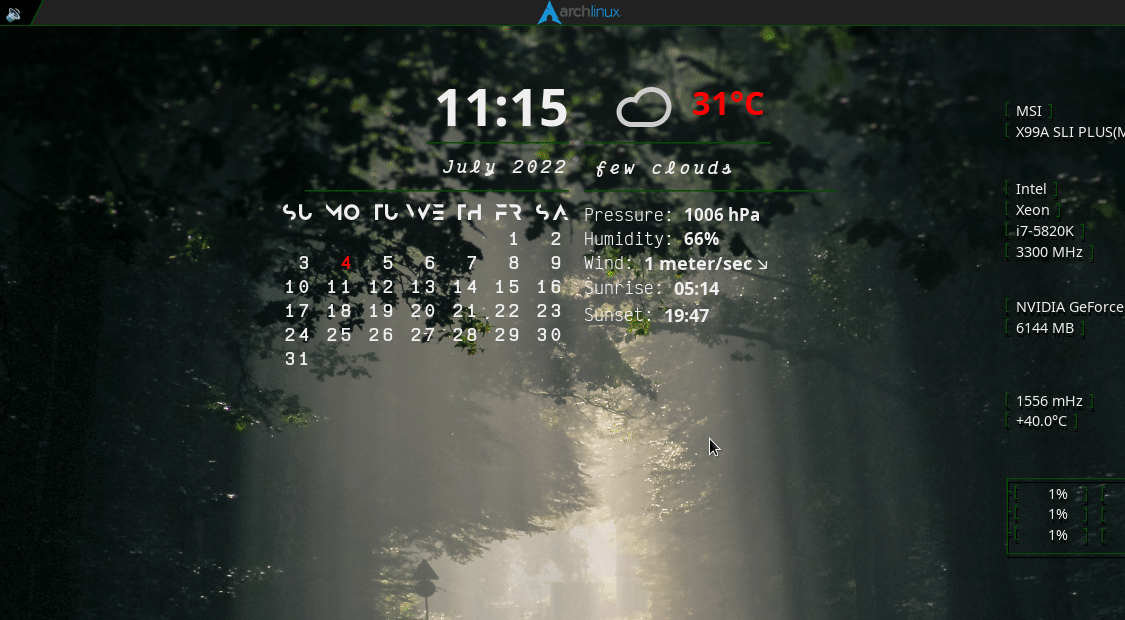 archlinux
11:15
31°C
July 2022
few clouds
SU MO TU WE TH FR SA
1 2
3 4 5 6 7 8 9
10 11 12 13 14 15 16
17 18 19 20 21 22 23
24 25 26 27 28 29 30
31
Pressure: 1006 hPa
Humidity: 66%
Wind: 1 meter/sec ↘
Sunrise: 05:14
Sunset: 19:47
[ MSI ]
[ X99A SLI PLUS(M
[ Intel ]
[ Xeon ]
[ i7-5820K ]
[ 3300 MHz ]
[ NVIDIA GeForce
[ 6144 MB ]
[ 1556 mHz ]
[ +40.0°C ]
[ 1% ] [
[ 1% ] [
[ 1% ] [